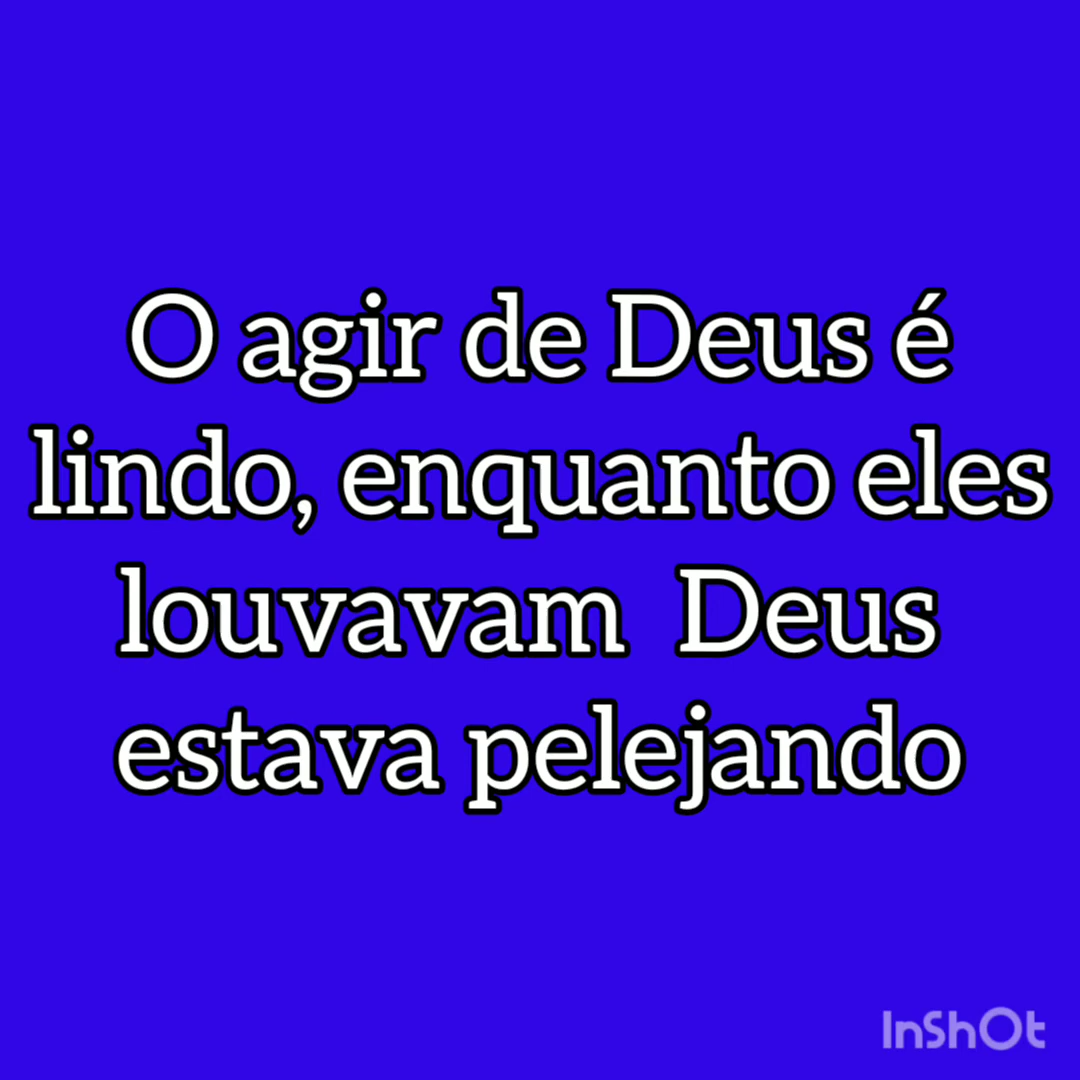 O agir de Deus é
lindo, enquanto eles
louvavam  Deus
estava pelejando
InShOt